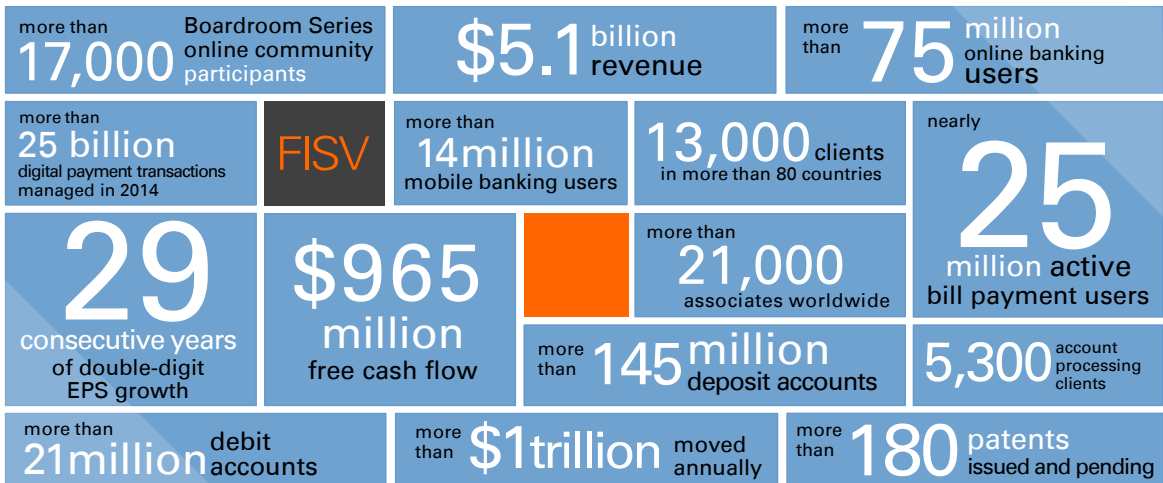 more than
17,000
Boardroom Series
online community
participants
$5.1 billion
revenue
more
than
75 million
online banking
users
more than
25 billion
digital payment transactions
managed in 2014
FISV
more than
14 million
mobile banking users
13,000 clients
in more than 80 countries
nearly
25
million active
bill payment users
29
consecutive years
of double-digit
EPS growth
$965
million
free cash flow
more than
21,000
associates worldwide
more
than
145 million
deposit accounts
5,300
account
processing
clients
more than
21 million
debit
accounts
more
than
$1 trillion
moved
annually
more
than
180 patents
issued and pending